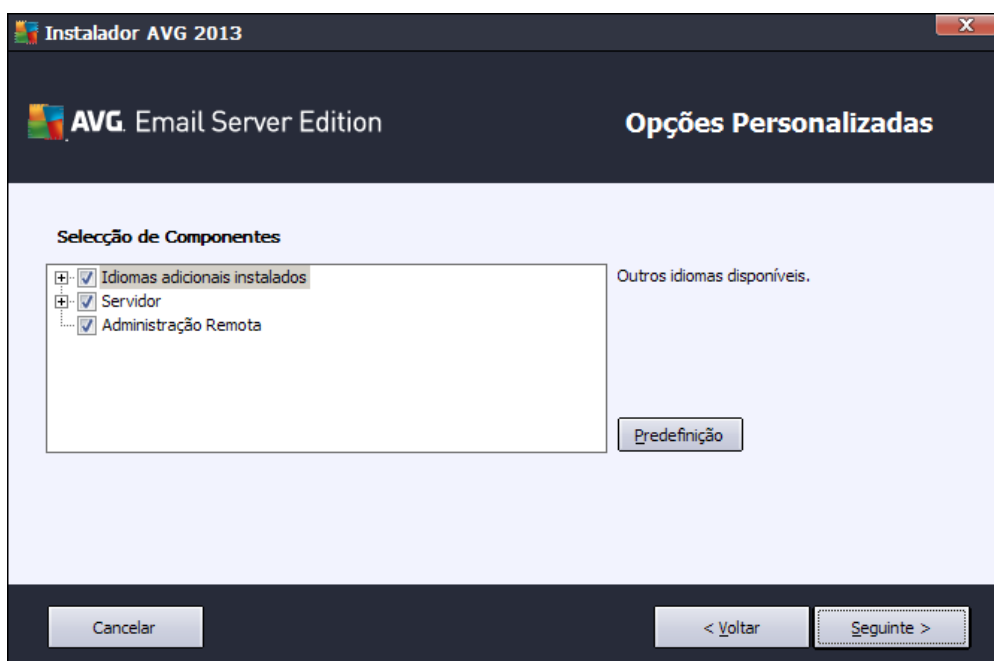 Instalador AVG 2013
AVG. Email Server Edition
Opções Personalizadas
Selecção de Componentes
Idiomas adicionais instalados
Servidor
Administração Remota
Outros idiomas disponíveis.
Predefinição
Cancelar
< Voltar
Seguinte >